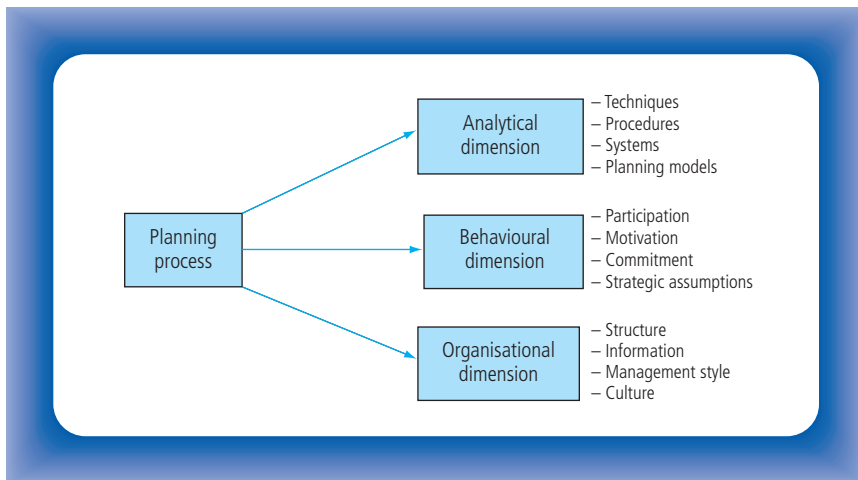 Planning
process
Analytical
dimension
– Techniques
– Procedures
– Systems
– Planning models
Behavioural
dimension
– Participation
– Motivation
– Commitment
– Strategic assumptions
Organisational
dimension
– Structure
– Information
– Management style
– Culture